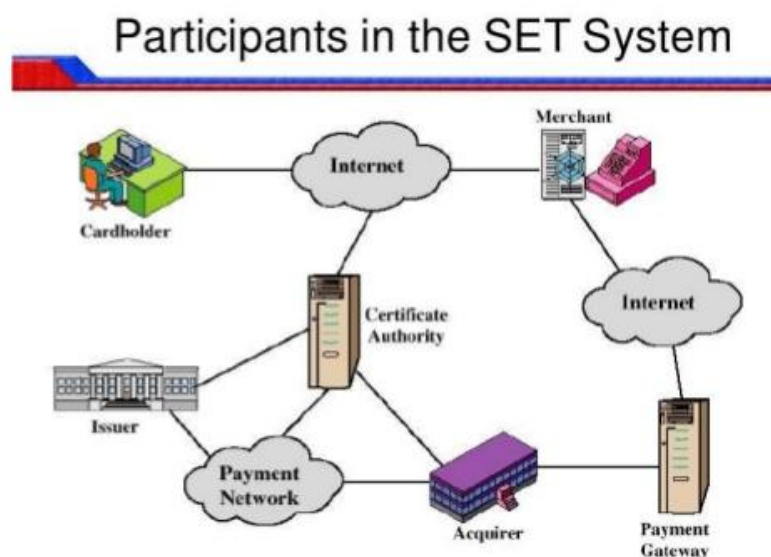 Participants in the SET System
Merchant
Internet
Cardholder
Internet
Certificate
Authority
Issuer
Payment
Network
Acquirer
Payment
Gateway